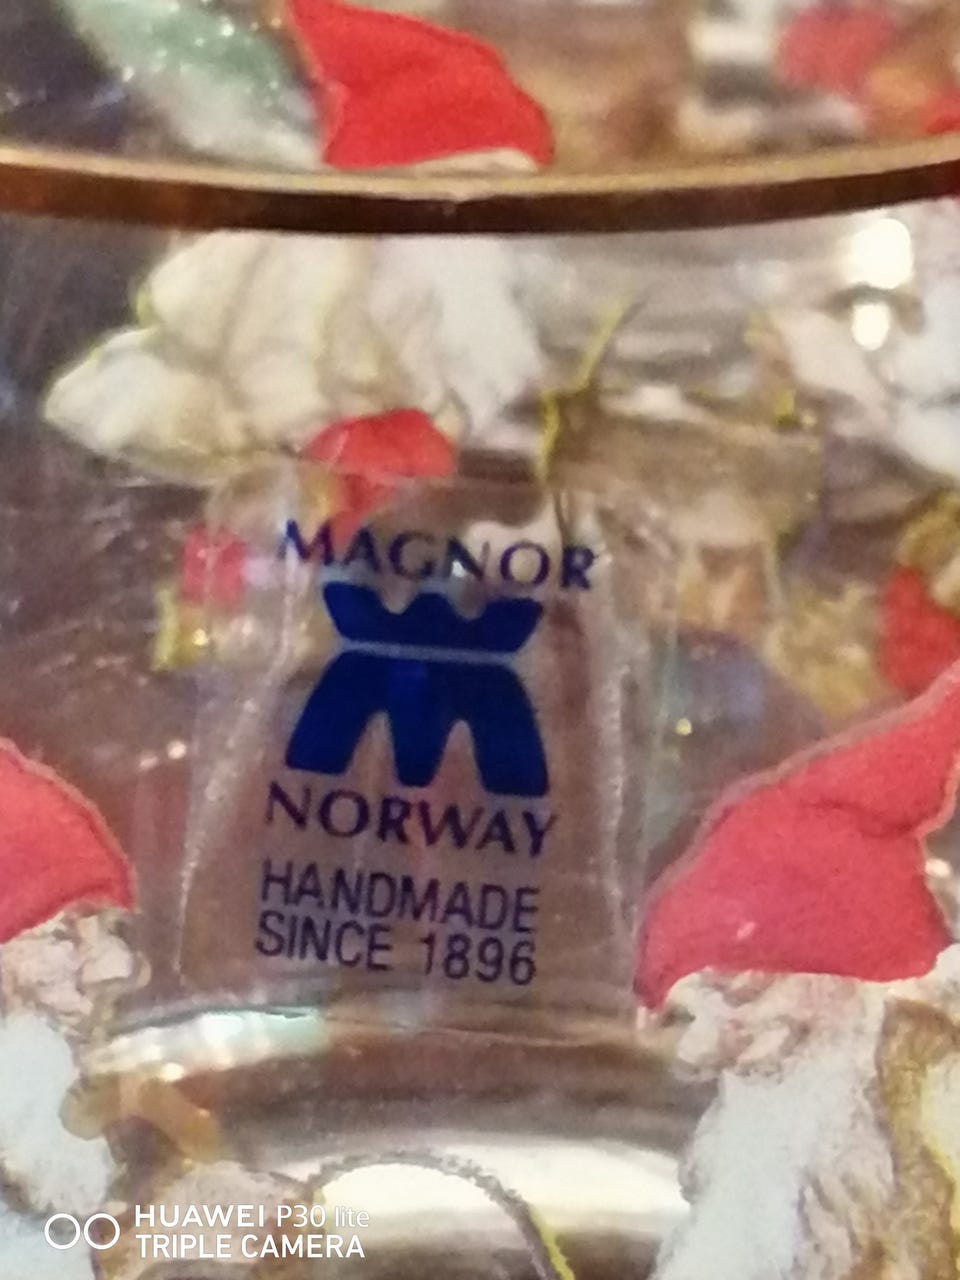 MAGNOR
NORWAY
HANDMADE
SINCE 1896
HUAWEI P30 lite
TRIPLE CAMERA